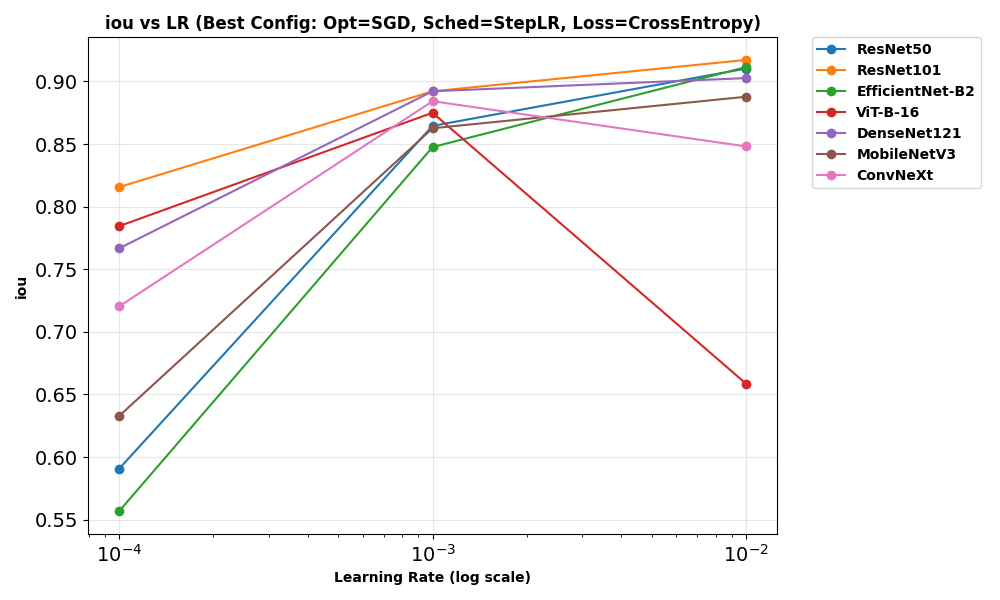 iou vs LR (Best Config: Opt=SGD, Sched=StepLR, Loss=CrossEntropy)
iou
0.90
0.85
0.80
0.75
0.70
0.65
0.60
0.55
10⁻⁴
10⁻³
10⁻²
Learning Rate (log scale)
ResNet50
ResNet101
EfficientNet-B2
ViT-B-16
DenseNet121
MobileNetV3
ConvNeXt